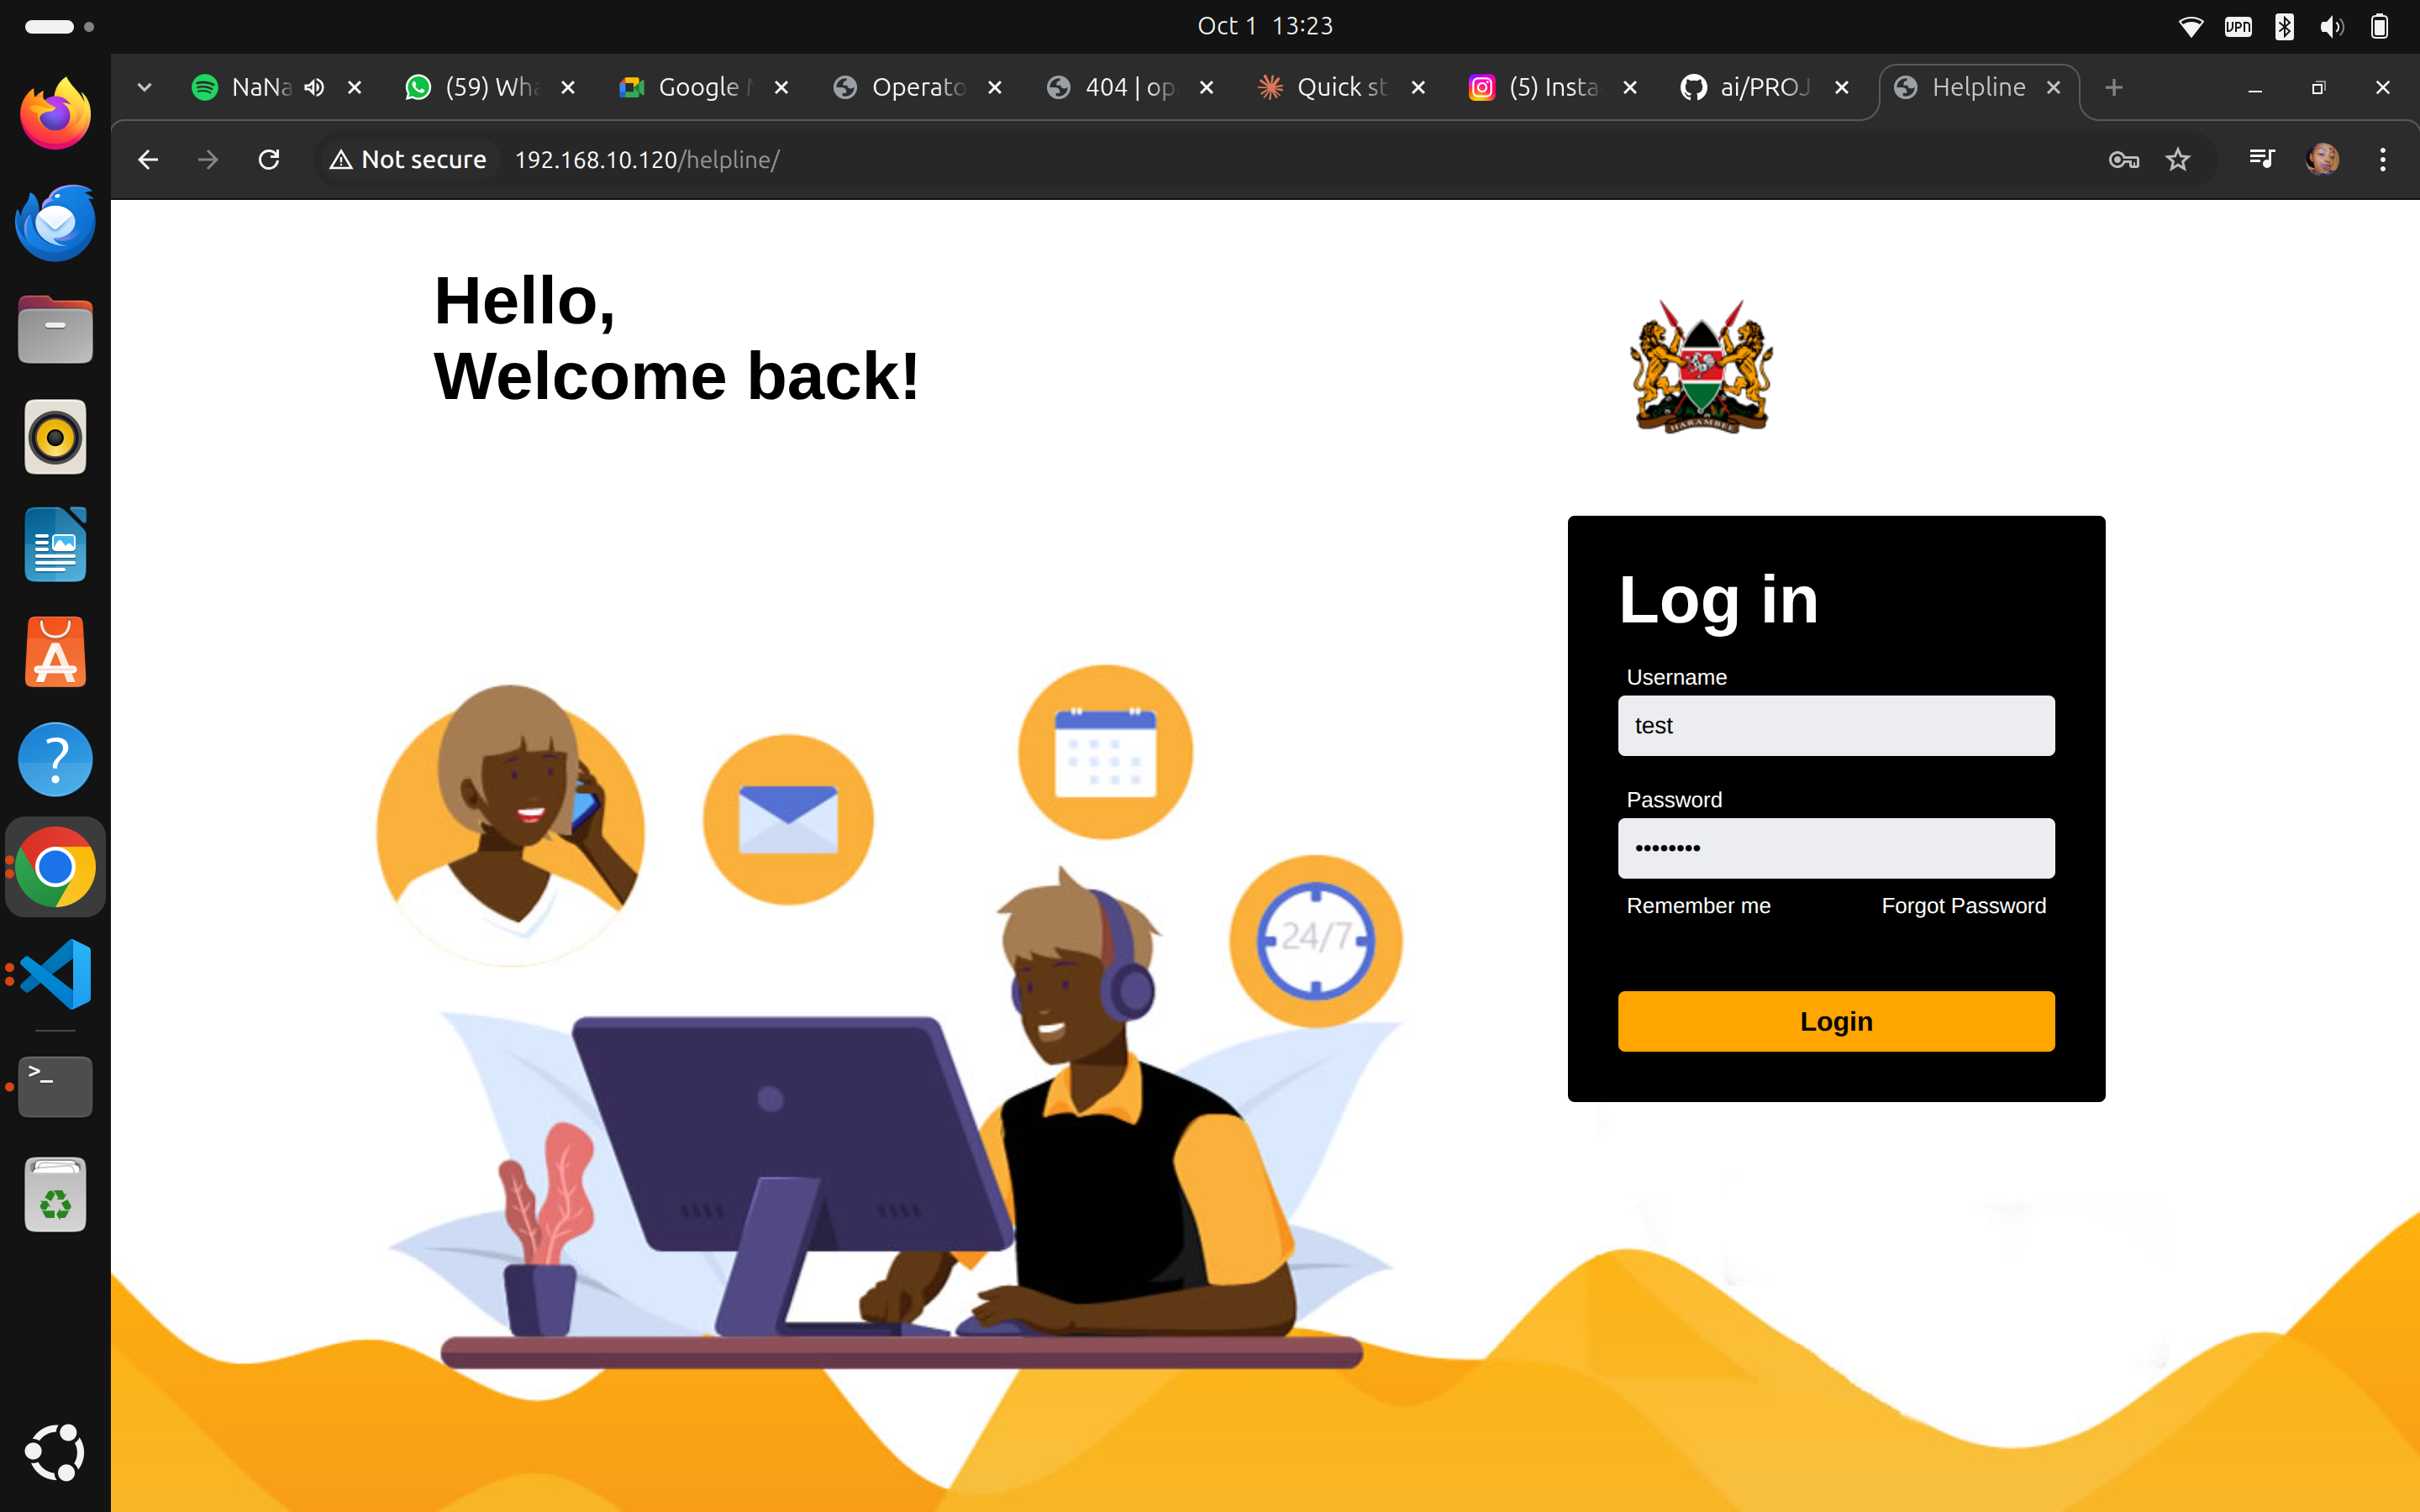 Oct 1 13:23
NaNa
(59) Wha
Google M
Operato
404 | op
Quick st
(5) Insta
ai/PROJ
Helpline
Not secure
192.168.10.120/helpline/
VPN
Hello,
Welcome back!
HARAMBEE
Log in
Username
test
Password
••••••••
Remember me
Forgot Password
Login
24/7